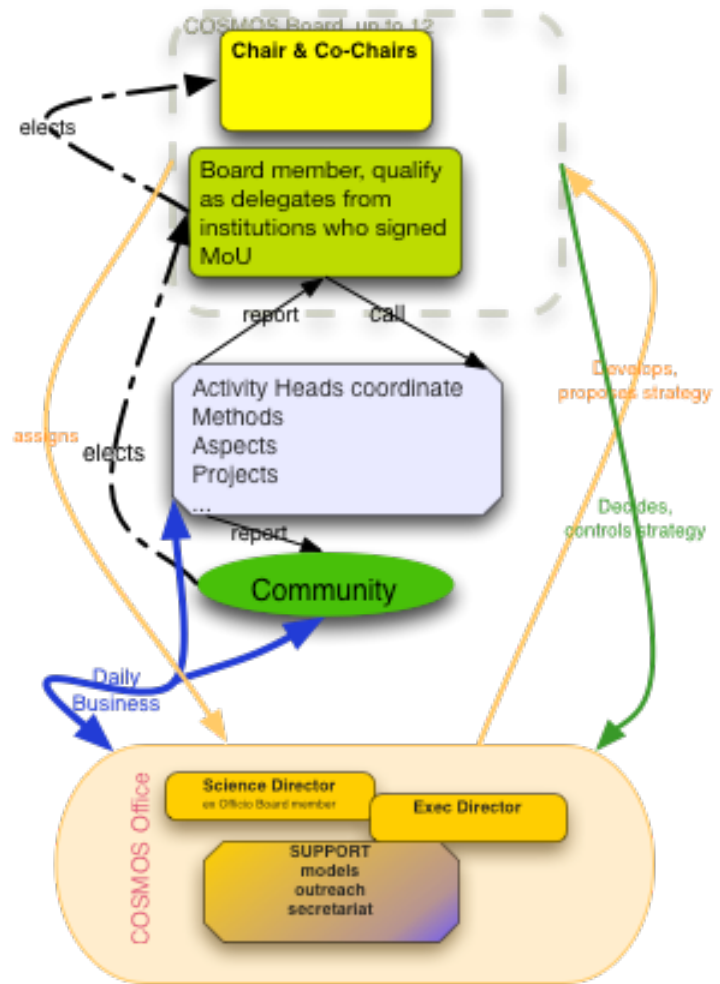 COSMOS Board, up to 12
Chair & Co-Chairs
elects
Board member, qualify
as delegates from
institutions who signed
MoU
report
call
Activity Heads coordinate
Methods
Aspects
Projects
...
Develops,
proposes strategy
assigns
elects
Decides,
controls strategy
report
Community
Daily
Business
COSMOS Office
Science Director
ex Officio Board member
Exec Director
SUPPORT
models
outreach
secretariat